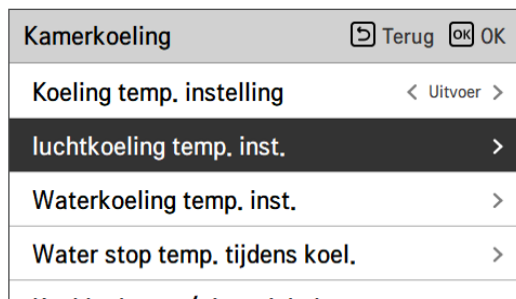 Kamerkoeling Terug OK OK
Koeling temp. instelling < Uitvoer >
luchtkoeling temp. inst. >
Waterkoeling temp. inst. >
Water stop temp. tijdens koel. >